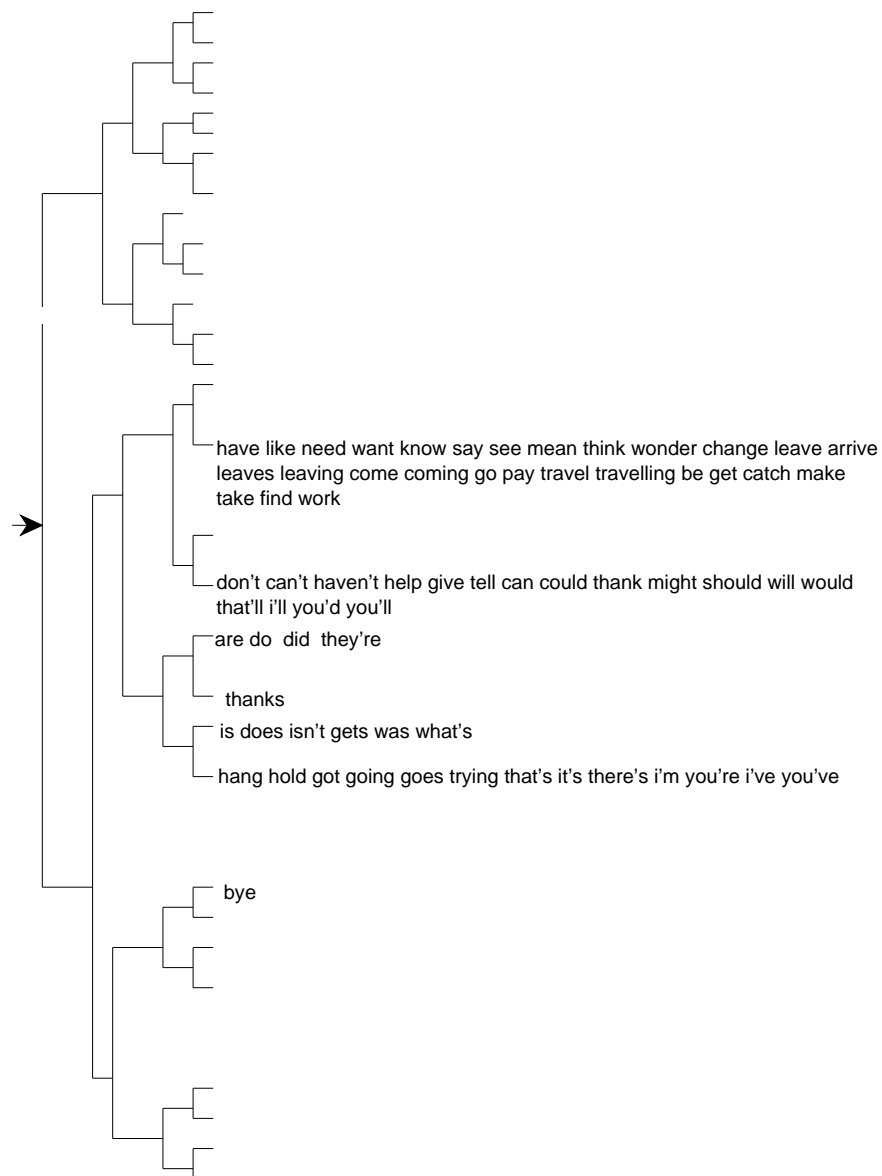 have like need want know say see mean think wonder change leave arrive
leaves leaving come coming go pay travel travelling be get catch make
take find work
don’t can’t haven’t help give tell can could thank might should will would
that’ll i’ll you’d you’ll
are do did they’re
thanks
is does isn’t gets was what’s
hang hold got going goes trying that’s it’s there’s i’m you’re i’ve you’ve
bye